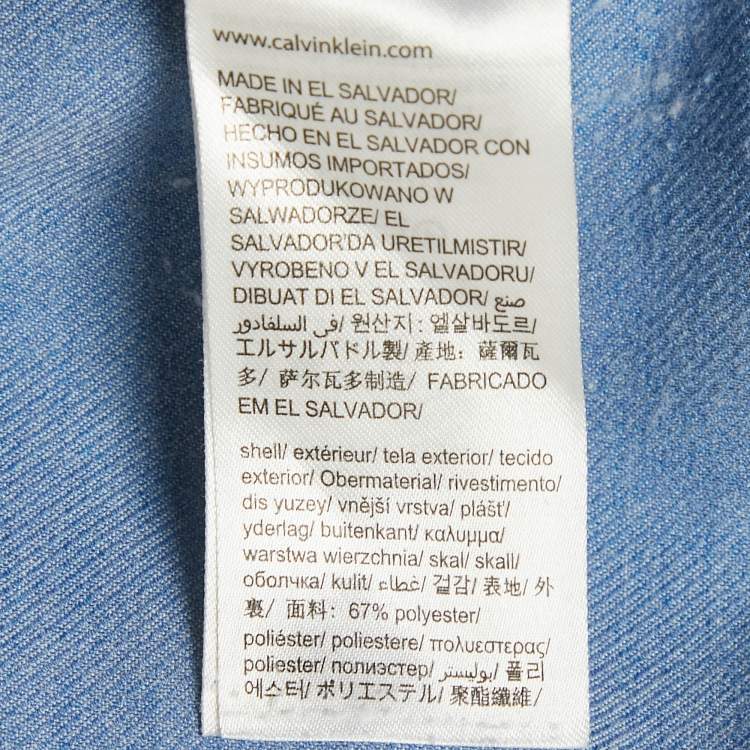 www.calvinklein.com
MADE IN EL SALVADOR/
FABRIQUÉ AU SALVADOR/
HECHO EN EL SALVADOR CON
INSUMOS IMPORTADOS/
WYPRODUKOWANO W
SALWADORZE/ EL
SALVADOR'DA URETILMISTIR/
VYROBENO V EL SALVADORU/
DIBUAT DI EL SALVADOR/ صنع
في السلفادور/ 원산지 : 엘살바도르/
エルサルバドル製/ 產地: 薩爾瓦
多/ 萨尔瓦多制造/ FABRICADO
EM EL SALVADOR/
shell/ extérieur/ tela exterior/ tecido
exterior/ Obermaterial/ rivestimento/
dis yuzey/ vnější vrstva/ plášť/
yderlag/ buitenkant/ καλυμμα/
warstwa wierzchnia/ skal/ skall/
оболчка/ kulit/ غطاء/ 겉감/ 表地/ 外
裏/ 面料: 67% polyester/
poliéster/ poliestere/ πολυεστερας/
poliester/ полиэстер/ بوليستر/ 폴리
에스터/ ポリエステル/ 聚酯纖維/